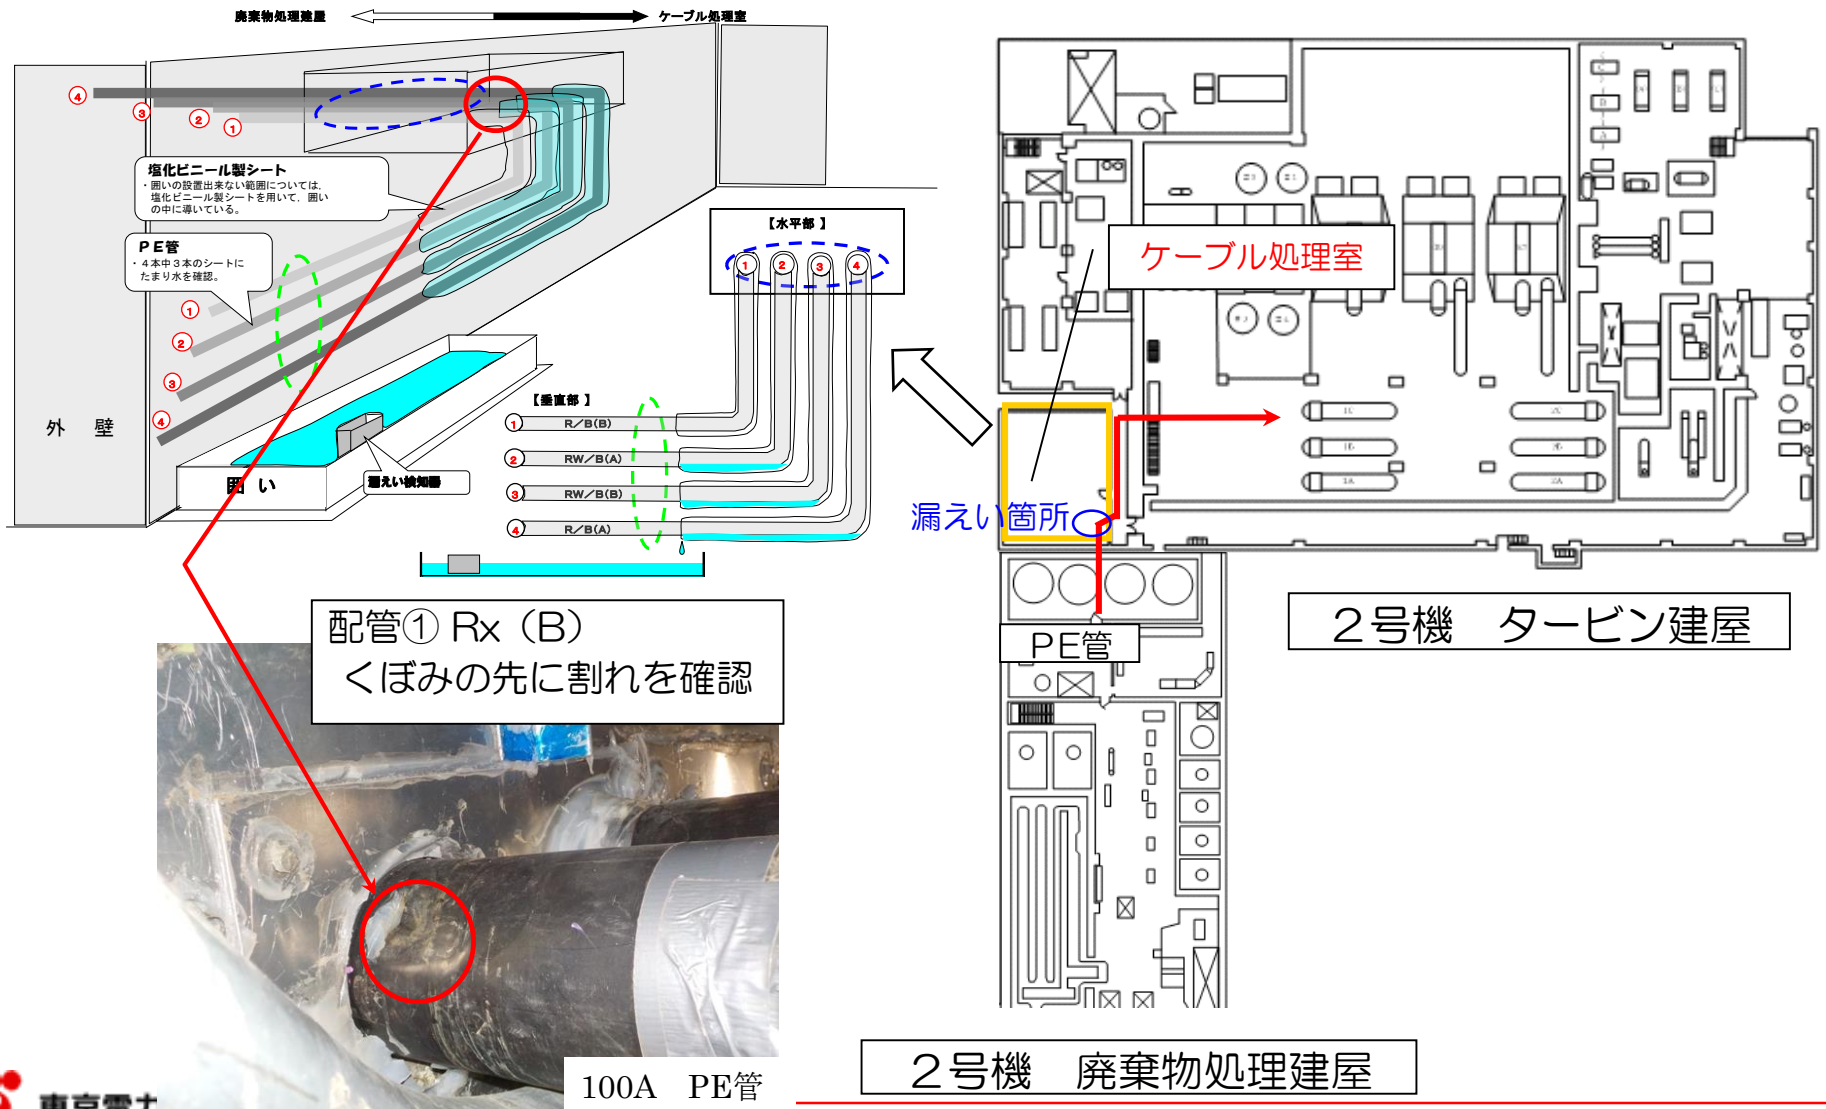 廃棄物処理建屋
ケーブル処理室
④
③
②
①
塩化ビニール製シート
・囲いの設置出来ない範囲については、
塩化ビニール製シートを用いて、囲い
の中に導いている。
PE管
・4本中3本のシートに
たまり水を確認。
①
②
③
④
外 壁
囲 い
漏えい検知器
【水平部】
① ② ③ ④
【垂直部】
① R/B(B)
② RW/B(A)
③ RW/B(B)
④ R/B(A)
ケーブル処理室
漏えい箇所
PE管
2号機 タービン建屋
配管① Rx(B)
くぼみの先に割れを確認
100A PE管
2号機 廃棄物処理建屋
東京電力